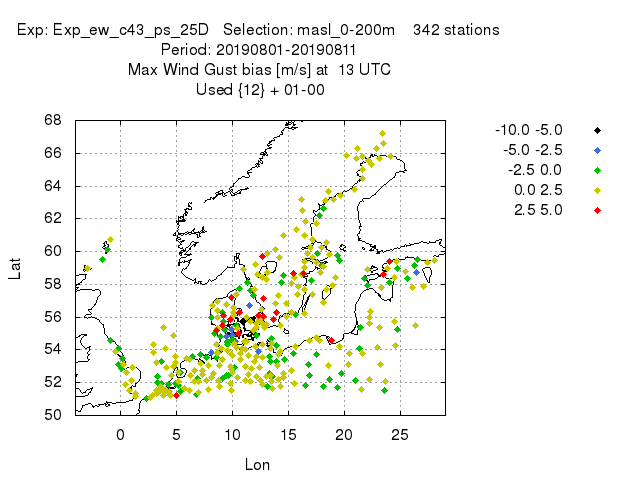 Exp: Exp_ew_c43_ps_25D   Selection: masl_0-200m    342 stations
Period: 20190801-20190811
Max Wind Gust bias [m/s] at  13 UTC
Used {12} + 01-00
68
66
64
62
60
58
56
54
52
50
Lat
0 5 10 15 20 25
Lon
-10.0 -5.0
-5.0 -2.5
-2.5 0.0
0.0 2.5
2.5 5.0